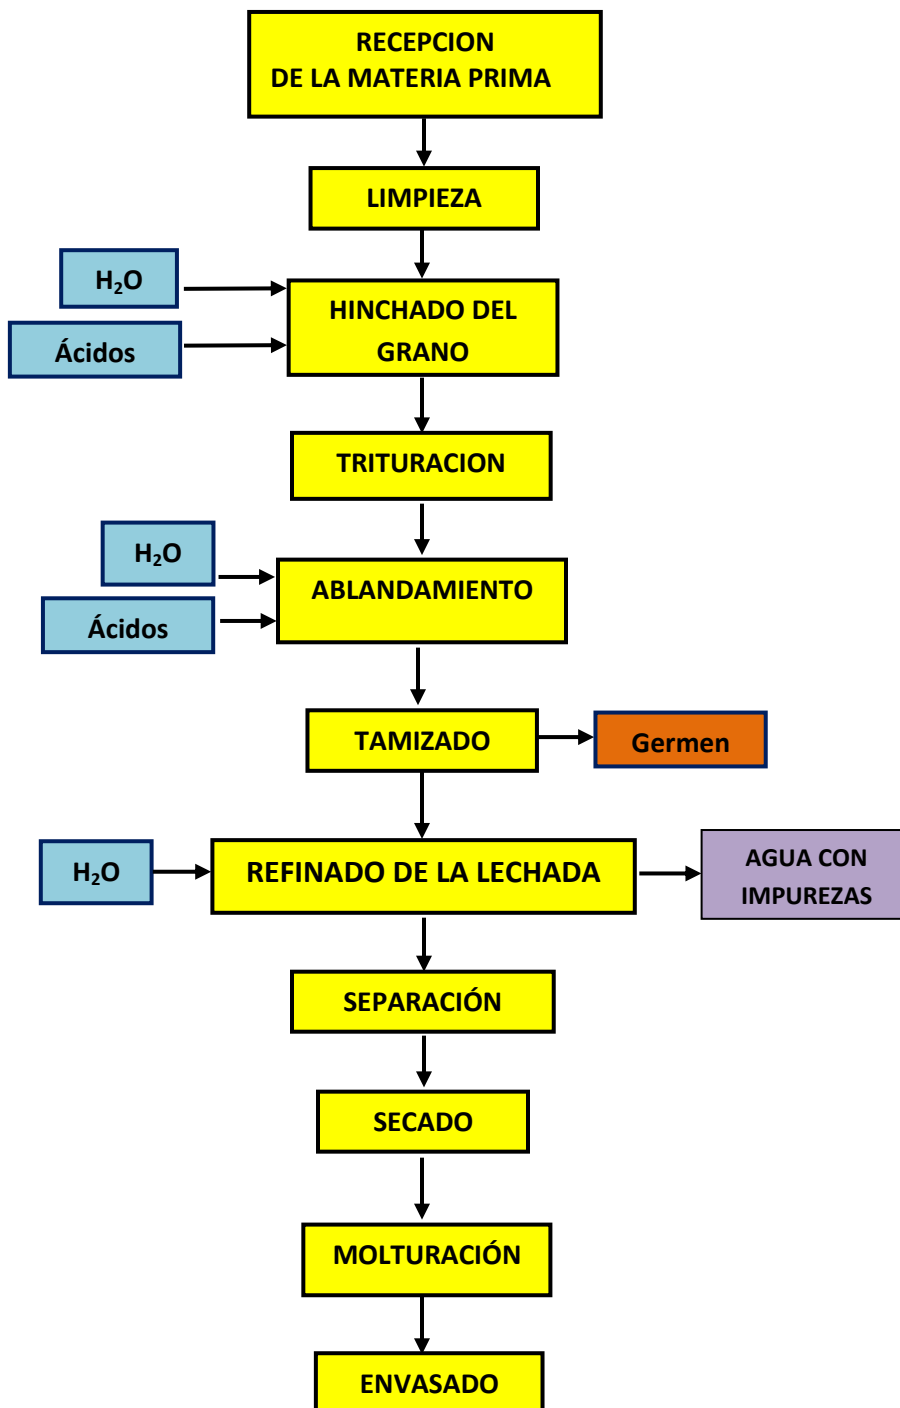 RECEPCION
DE LA MATERIA PRIMA
LIMPIEZA
H₂O
Ácidos
HINCHADO DEL
GRANO
TRITURACION
H₂O
Ácidos
ABLANDAMIENTO
TAMIZADO
Germen
H₂O
REFINADO DE LA LECHADA
AGUA CON
IMPUREZAS
SEPARACIÓN
SECADO
MOLTURACIÓN
ENVASADO